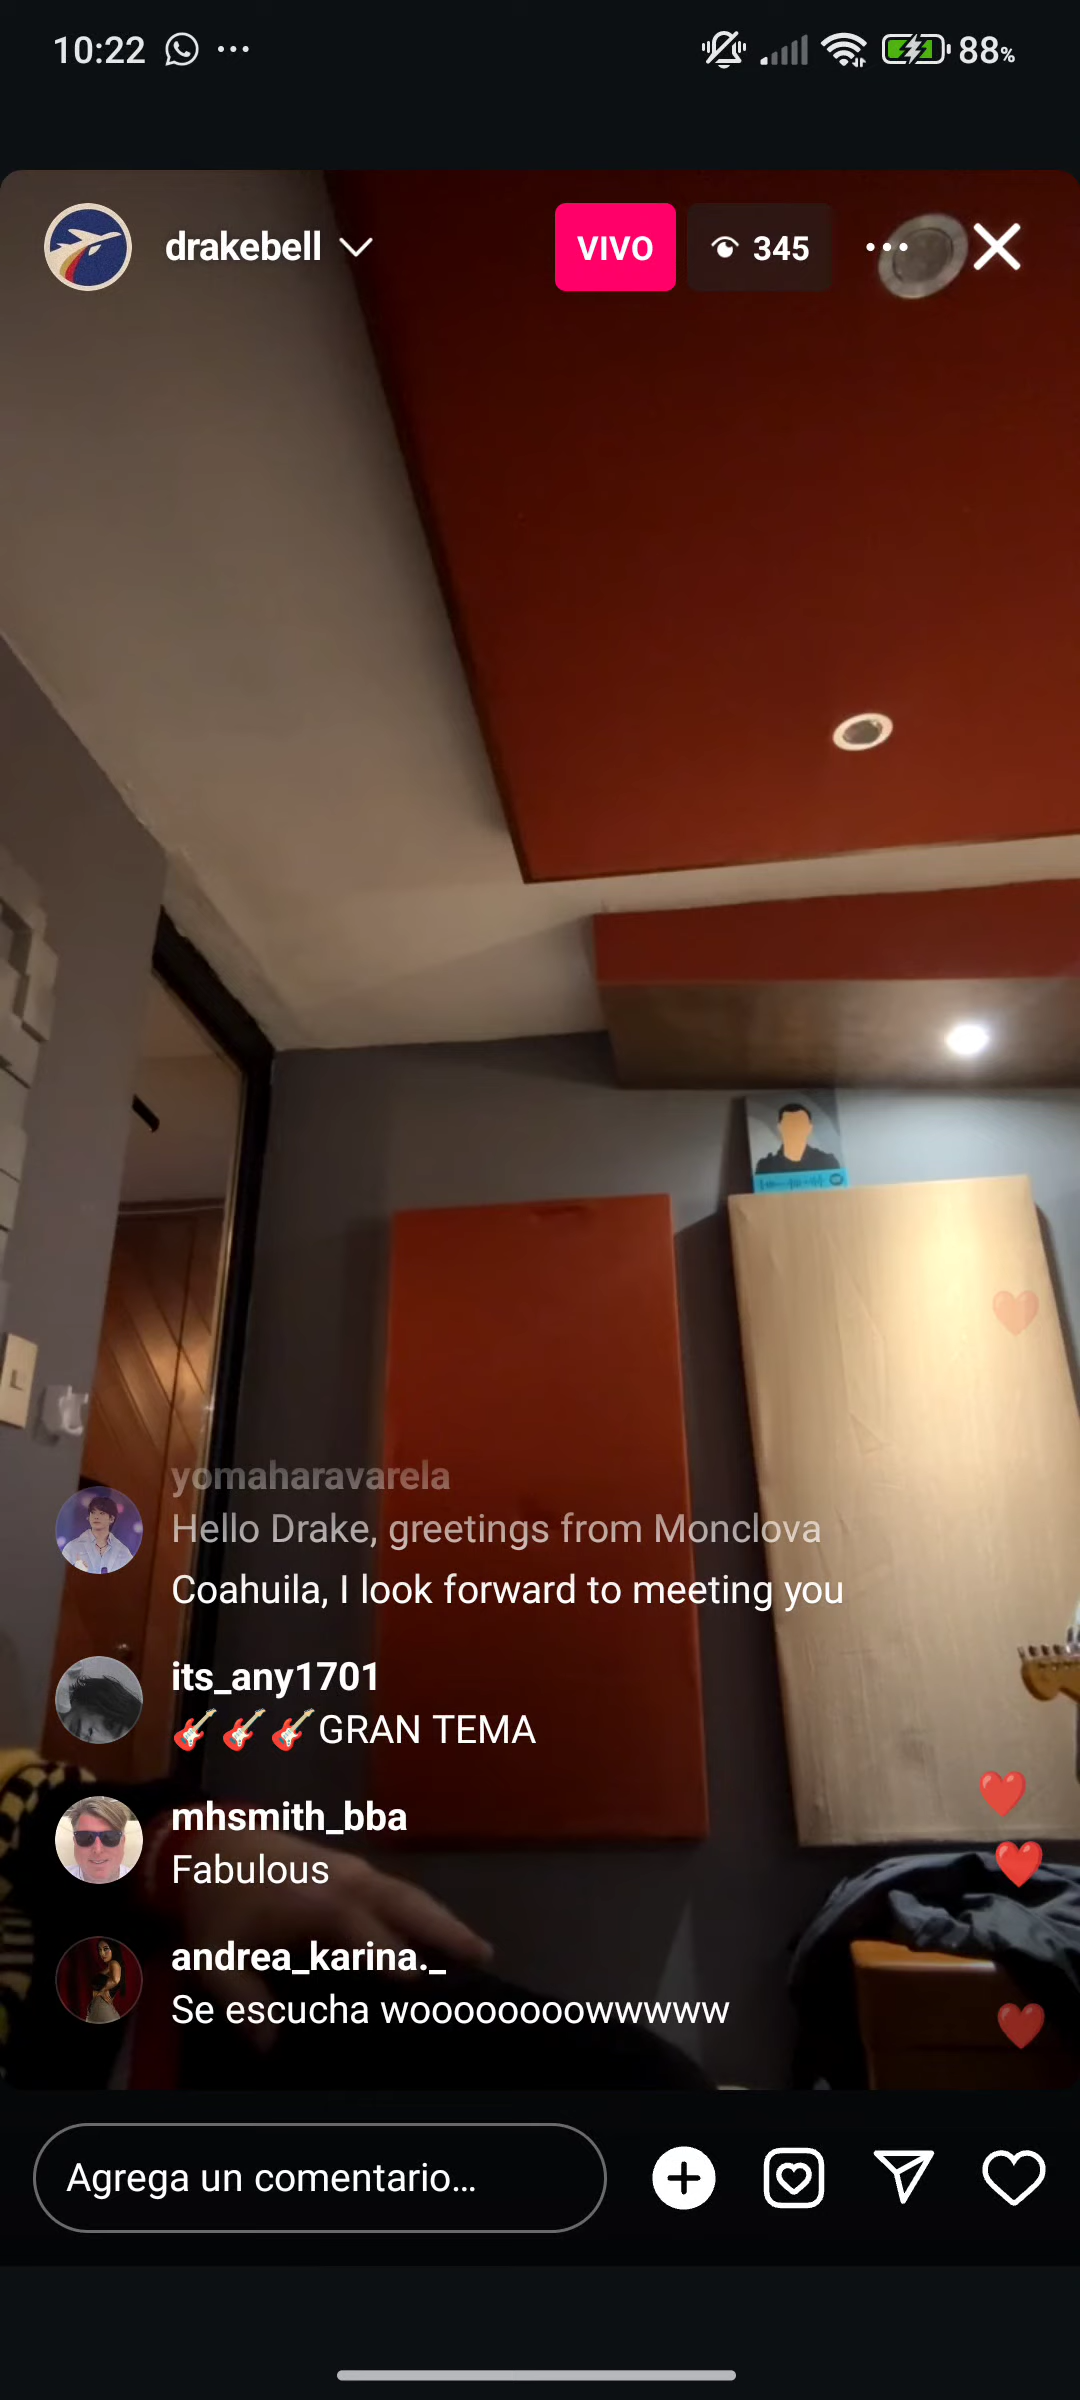 10:22
88%
drakebell
VIVO
345
yomaharavarela
Hello Drake, greetings from Monclova
Coahuila, I look forward to meeting you
its_any1701
🎸🎸🎸GRAN TEMA
mhsmith_bba
Fabulous
andrea_karina._
Se escucha woooooooowwwww
Agrega un comentario...